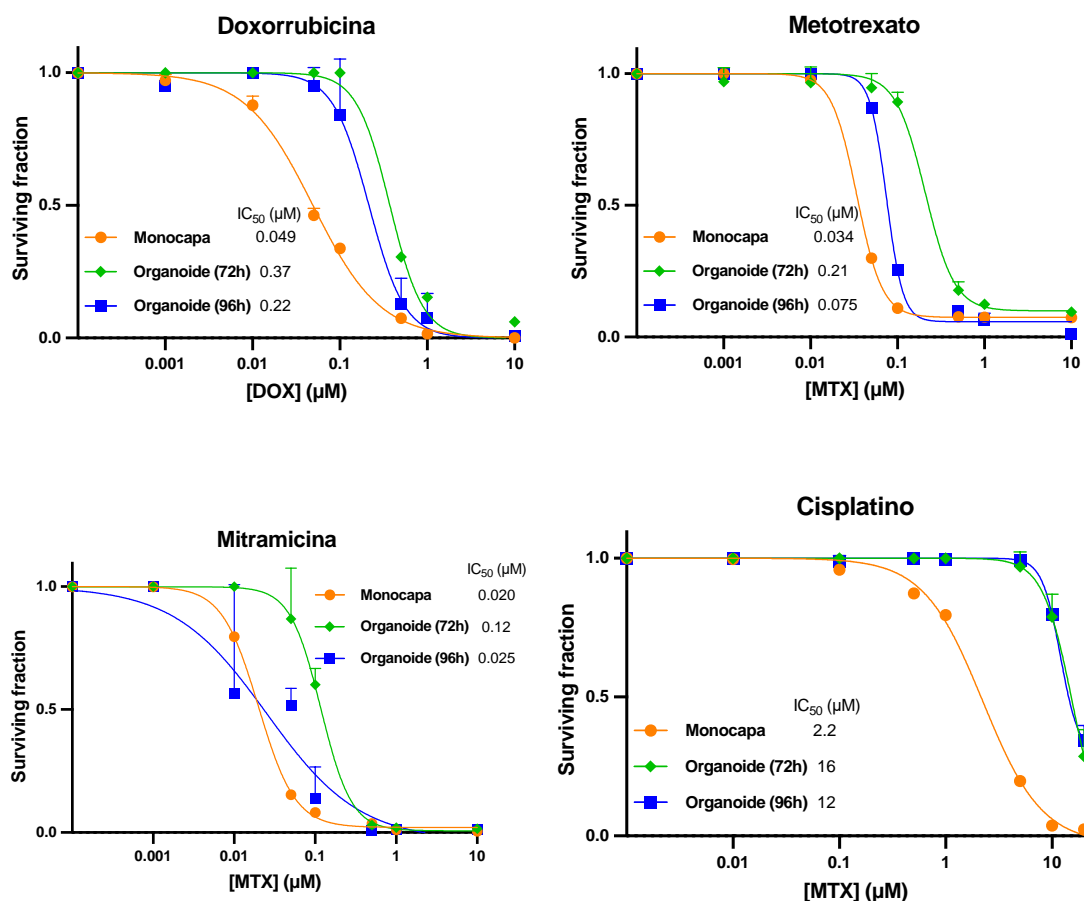 Doxorrubicina
1.0
0.5
0.0
Surviving fraction
IC50 (µM)
Monocapa 0.049
Organoide (72h) 0.37
Organoide (96h) 0.22
0.001 0.01 0.1 1 10
[DOX] (µM)
Metotrexato
1.0
0.5
0.0
Surviving fraction
IC50 (µM)
Monocapa 0.034
Organoide (72h) 0.21
Organoide (96h) 0.075
0.001 0.01 0.1 1 10
[MTX] (µM)
Mitramicina
1.0
0.5
0.0
Surviving fraction
IC50 (µM)
Monocapa 0.020
Organoide (72h) 0.12
Organoide (96h) 0.025
0.001 0.01 0.1 1 10
[MTX] (µM)
Cisplatino
1.0
0.5
0.0
Surviving fraction
IC50 (µM)
Monocapa 2.2
Organoide (72h) 16
Organoide (96h) 12
0.01 0.1 1 10
[MTX] (µM)